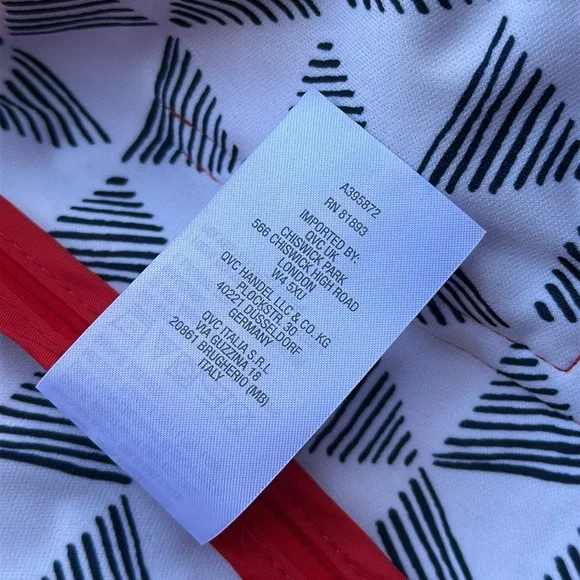 A395872
RN 81893
IMPORTED BY:
QVC UK
CHISWICK PARK
566 CHISWICK HIGH ROAD
LONDON
W4 5XU
QVC HANDEL LLC & CO. KG
PLOCKSTR. 30
40221 DÜSSELDORF
GERMANY
QVC ITALIA S.R.L
VIA GUZZINA 18
20861 BRUGHERIO (MB)
ITALY